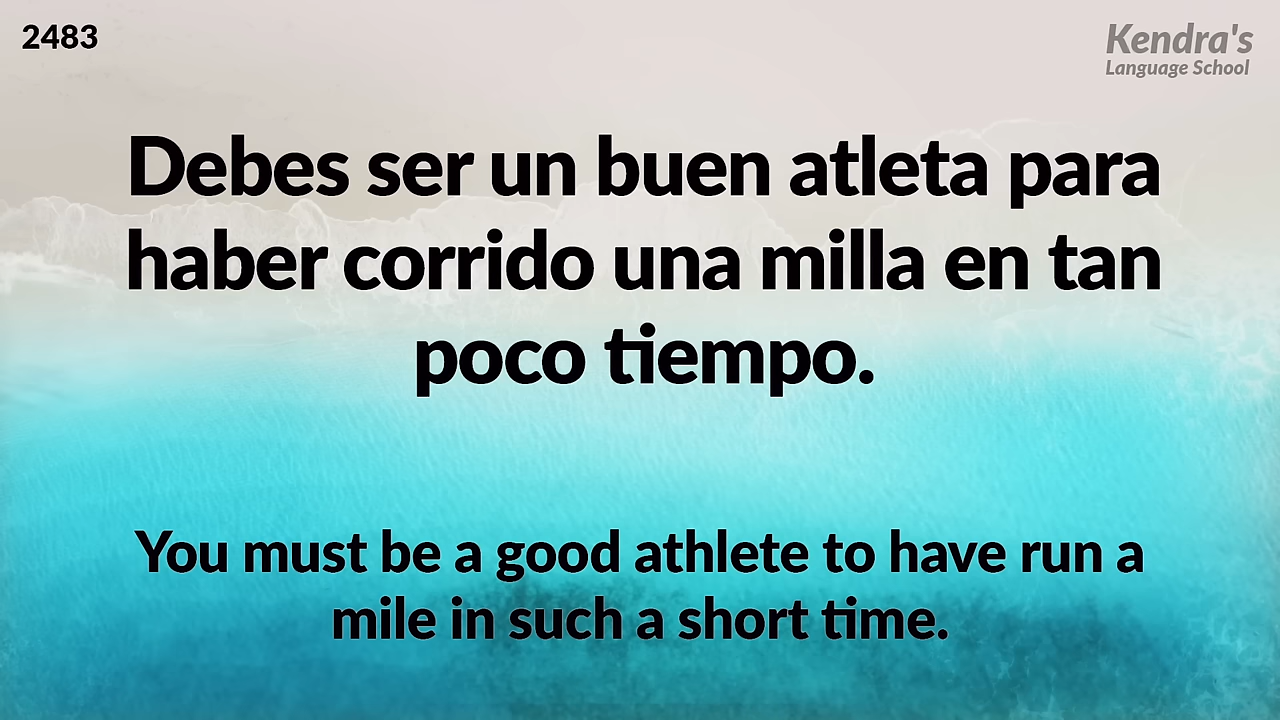 2483
Kendra's
Language School
Debes ser un buen atleta para
haber corrido una milla en tan
poco tiempo.
You must be a good athlete to have run a
mile in such a short time.